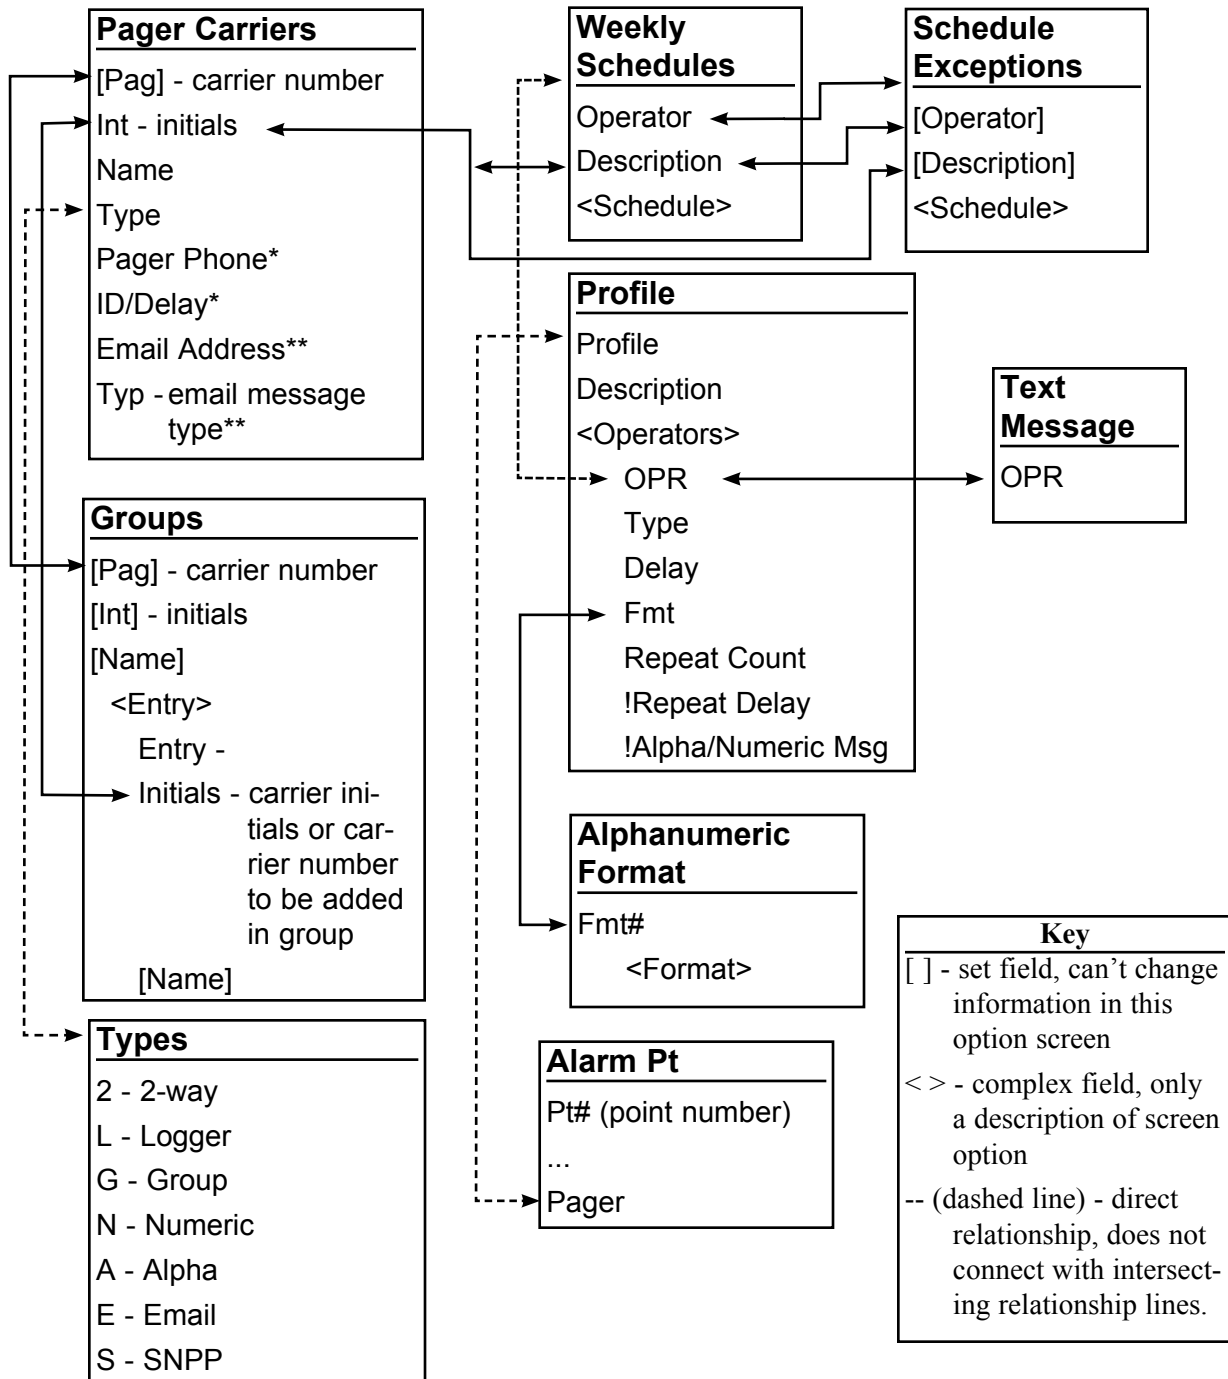 Pager Carriers
[Pag] - carrier number
Int - initials
Name
Type
Pager Phone*
ID/Delay*
Email Address**
Typ - email message
type**
Groups
[Pag] - carrier number
[Int] - initials
[Name]
<Entry>
Entry -
Initials - carrier ini-
tials or car-
rier number
to be added
in group
[Name]
Types
2 - 2-way
L - Logger
G - Group
N - Numeric
A - Alpha
E - Email
S - SNPP
Weekly
Schedules
Operator
Description
<Schedule>
Schedule
Exceptions
[Operator]
[Description]
<Schedule>
Profile
Profile
Description
<Operators>
OPR
Type
Delay
Fmt
Repeat Count
!Repeat Delay
!Alpha/Numeric Msg
Text
Message
OPR
Alphanumeric
Format
Fmt#
<Format>
Alarm Pt
Pt# (point number)
...
Pager
Key
[ ] - set field, can't change
information in this
option screen
< > - complex field, only
a description of screen
option
-- (dashed line) - direct
relationship, does not
connect with intersect-
ing relationship lines.